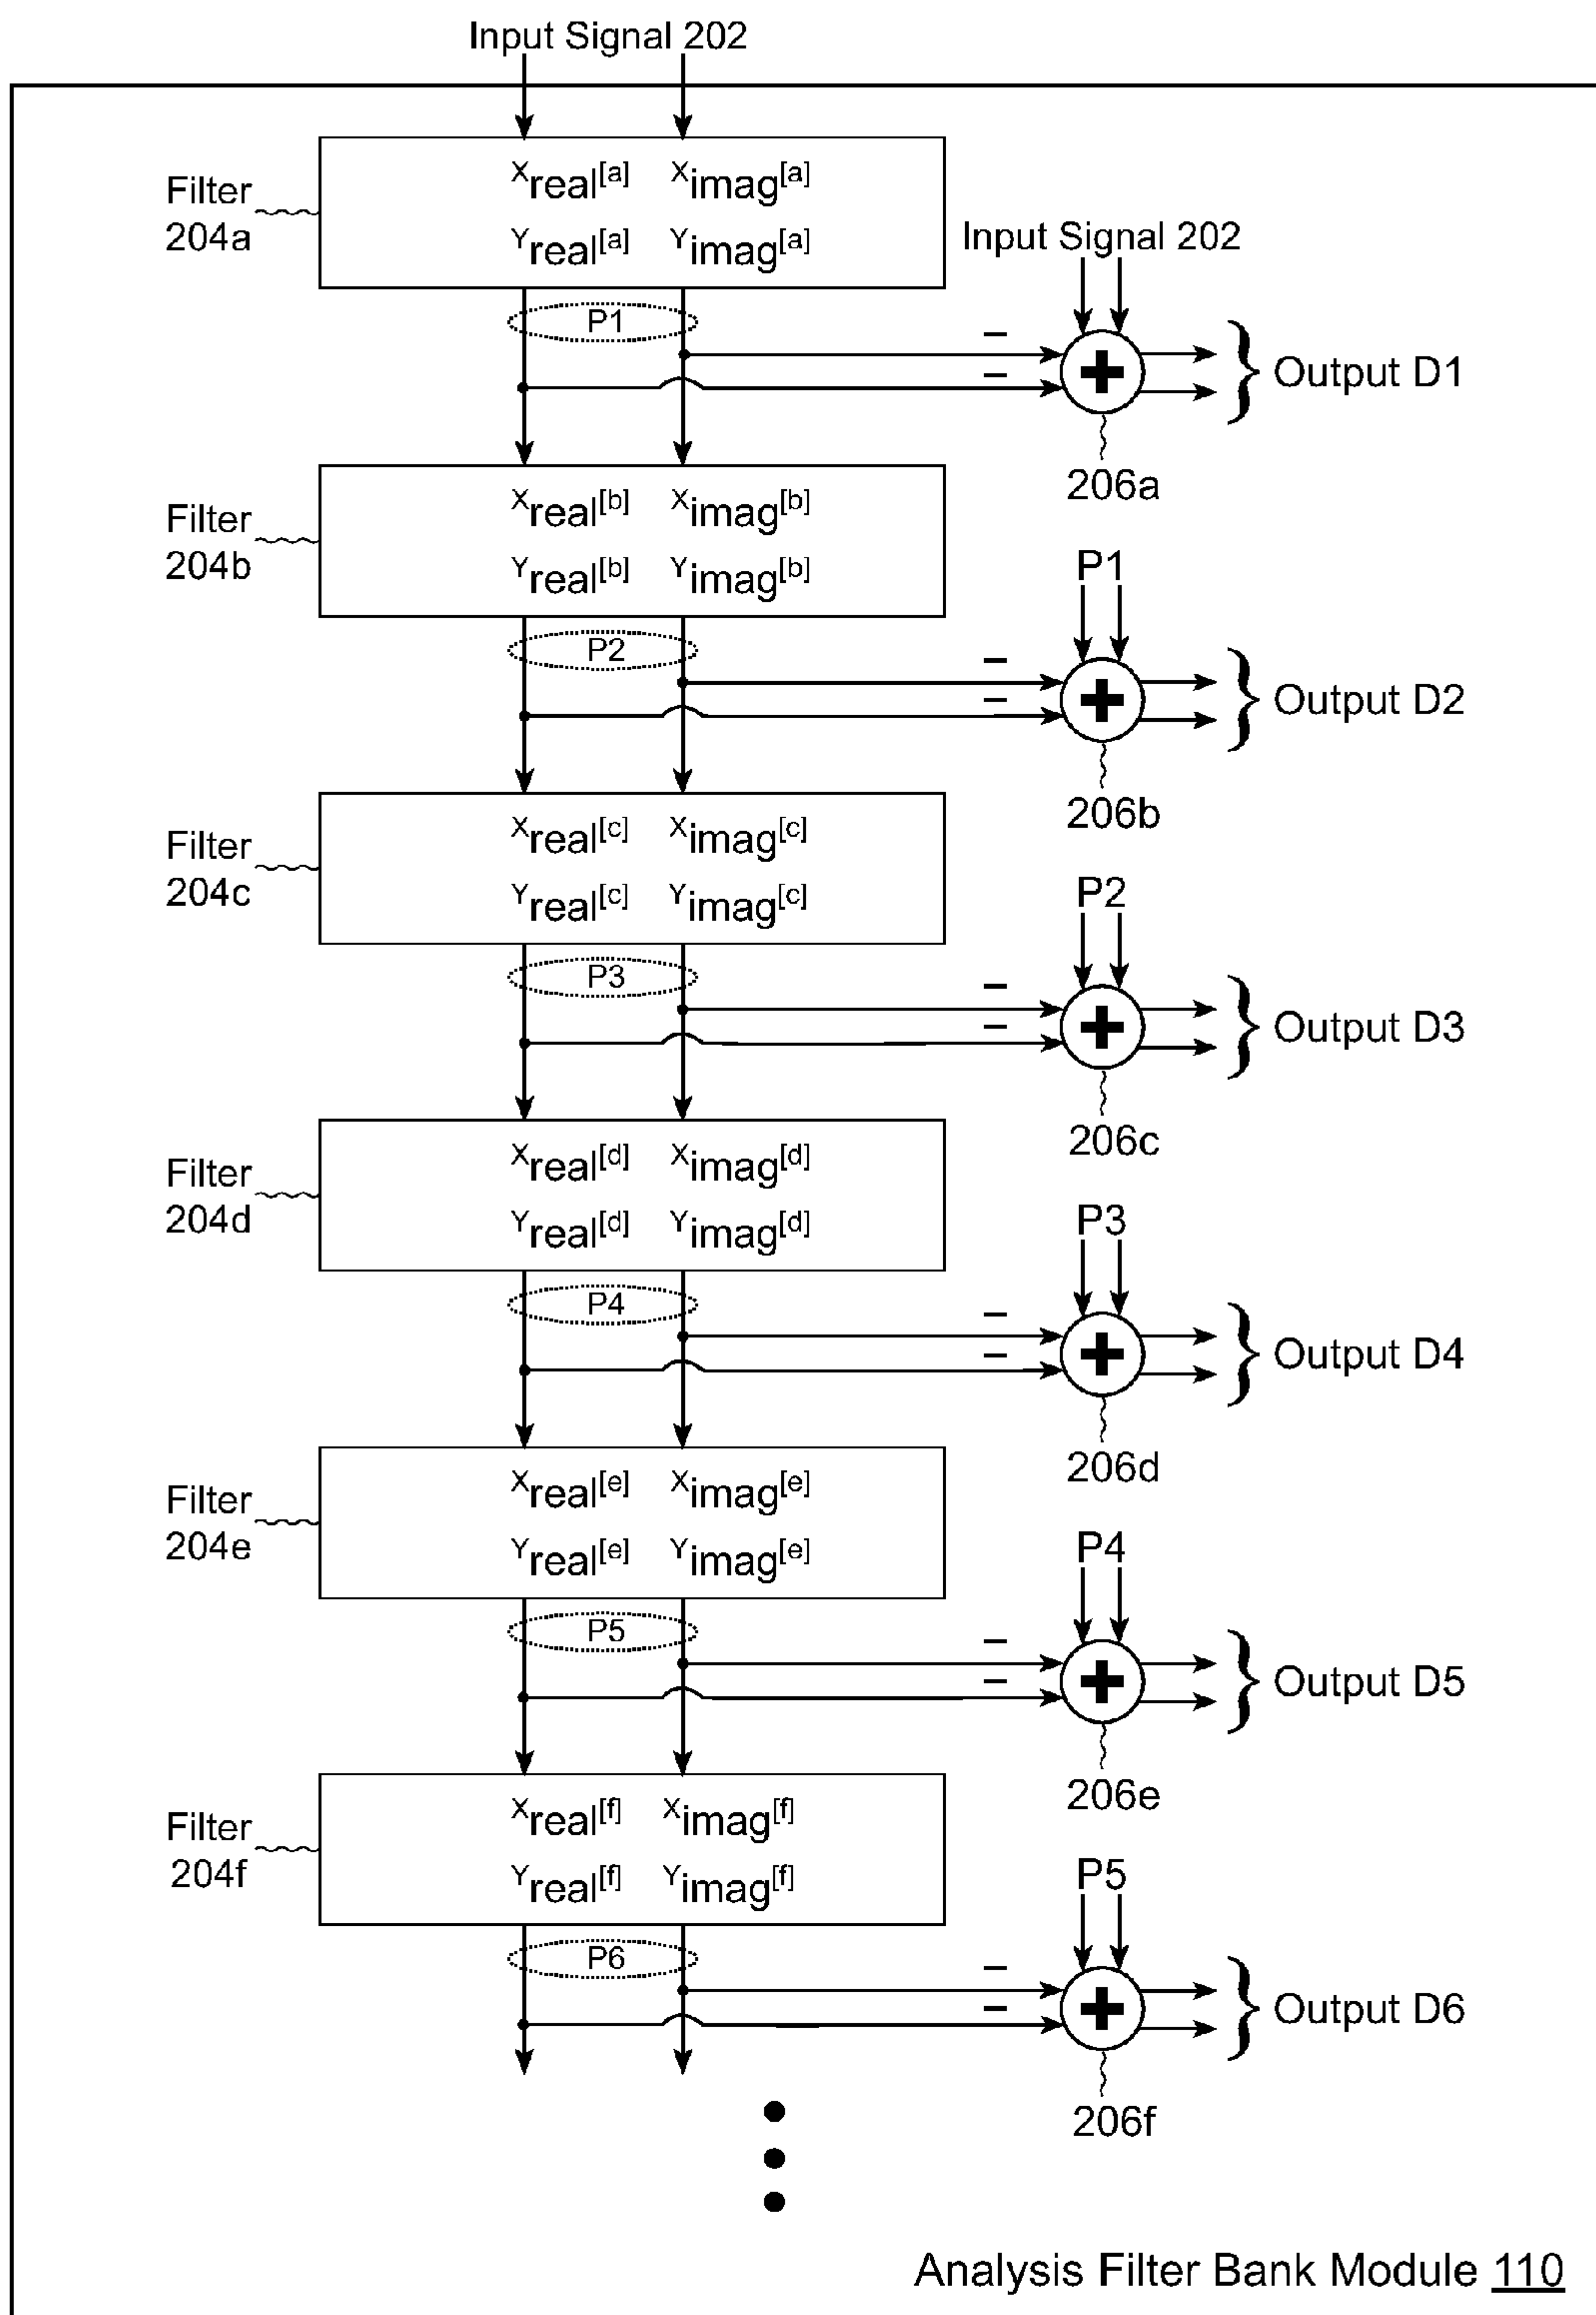 Input Signal 202
Filter
204a
Xreal[a] Ximag[a]
Yreal[a] Yimag[a]
Input Signal 202
P1
– 
–
+
Output D1
206a
Filter
204b
Xreal[b] Ximag[b]
Yreal[b] Yimag[b]
P1
P2
–
–
+
Output D2
206b
Filter
204c
Xreal[c] Ximag[c]
Yreal[c] Yimag[c]
P2
P3
–
–
+
Output D3
206c
Filter
204d
Xreal[d] Ximag[d]
Yreal[d] Yimag[d]
P3
P4
–
–
+
Output D4
206d
Filter
204e
Xreal[e] Ximag[e]
Yreal[e] Yimag[e]
P4
P5
–
–
+
Output D5
206e
Filter
204f
Xreal[f] Ximag[f]
Yreal[f] Yimag[f]
P5
P6
–
–
+
Output D6
206f
Analysis Filter Bank Module 110